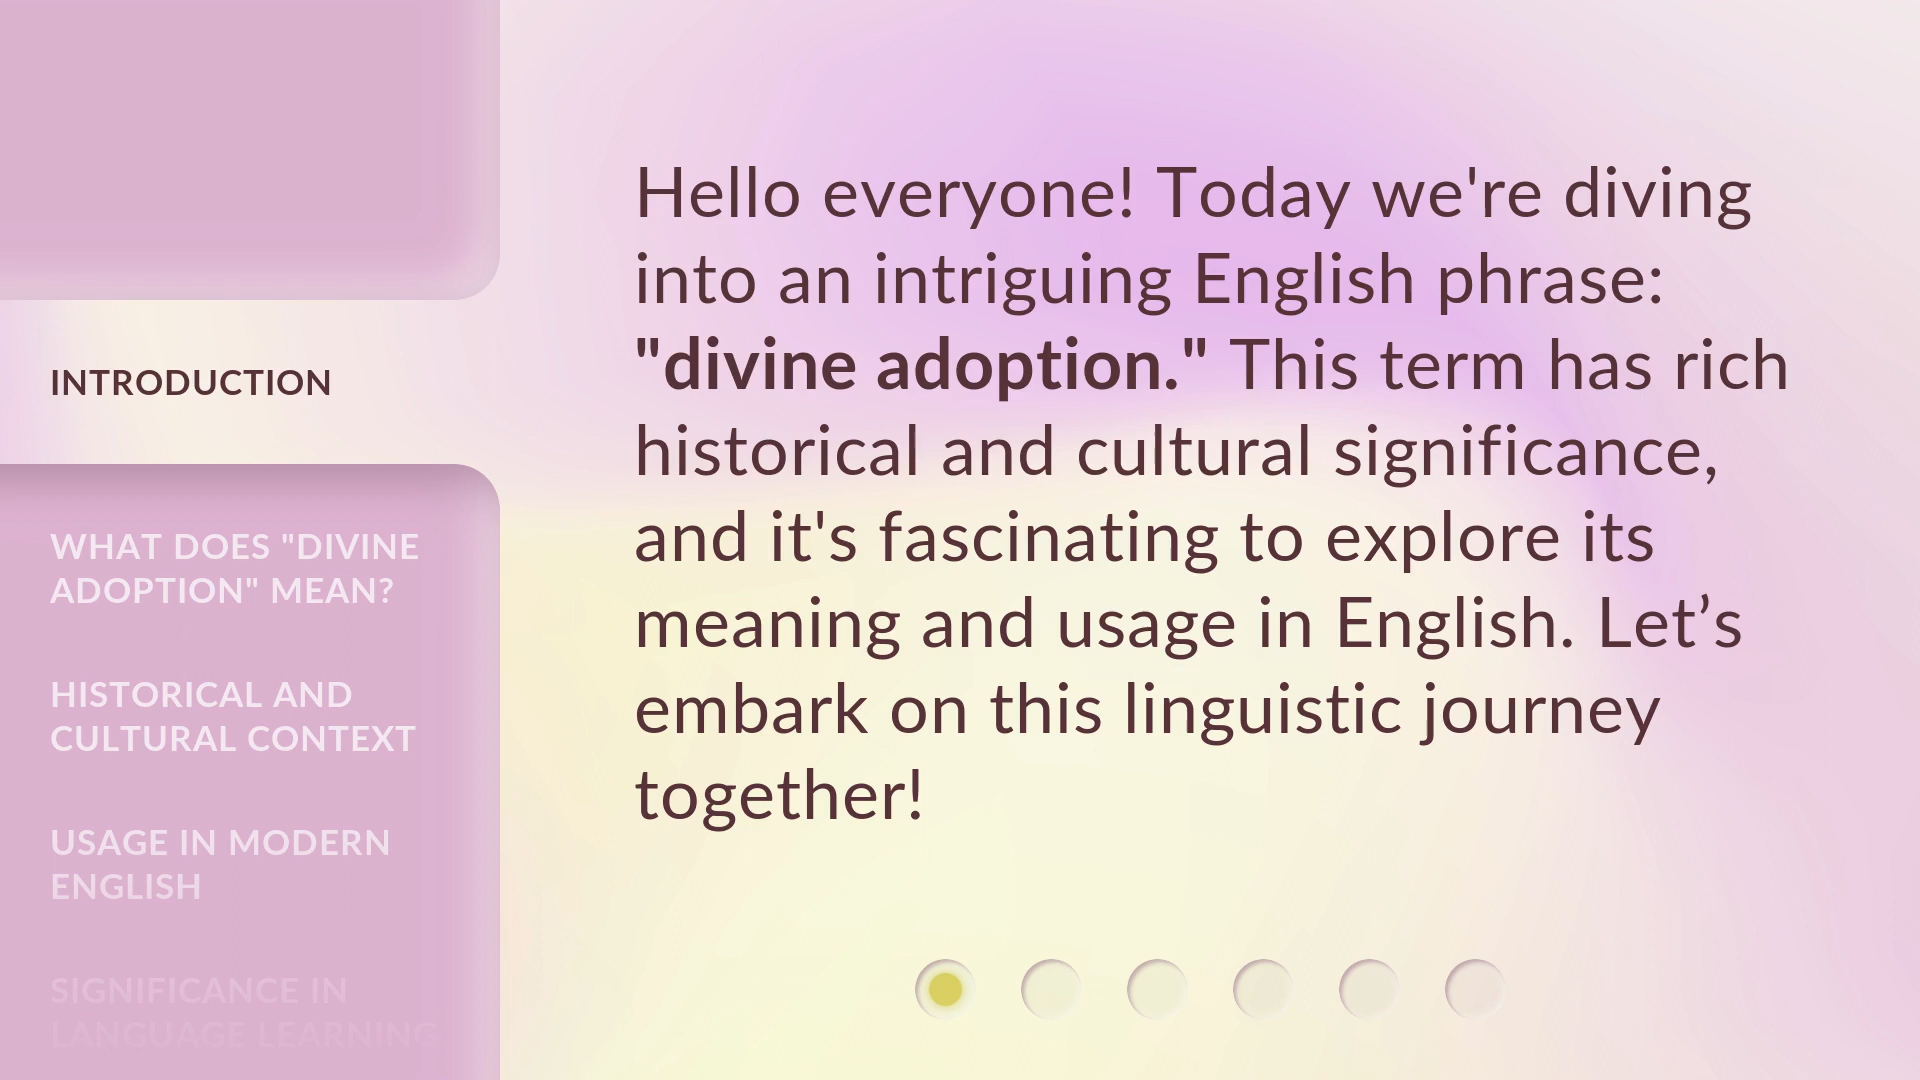 INTRODUCTION
WHAT DOES "DIVINE
ADOPTION" MEAN?
HISTORICAL AND
CULTURAL CONTEXT
USAGE IN MODERN
ENGLISH
SIGNIFICANCE IN
LANGUAGE LEARNING
Hello everyone! Today we're diving
into an intriguing English phrase:
"divine adoption." This term has rich
historical and cultural significance,
and it's fascinating to explore its
meaning and usage in English. Let’s
embark on this linguistic journey
together!